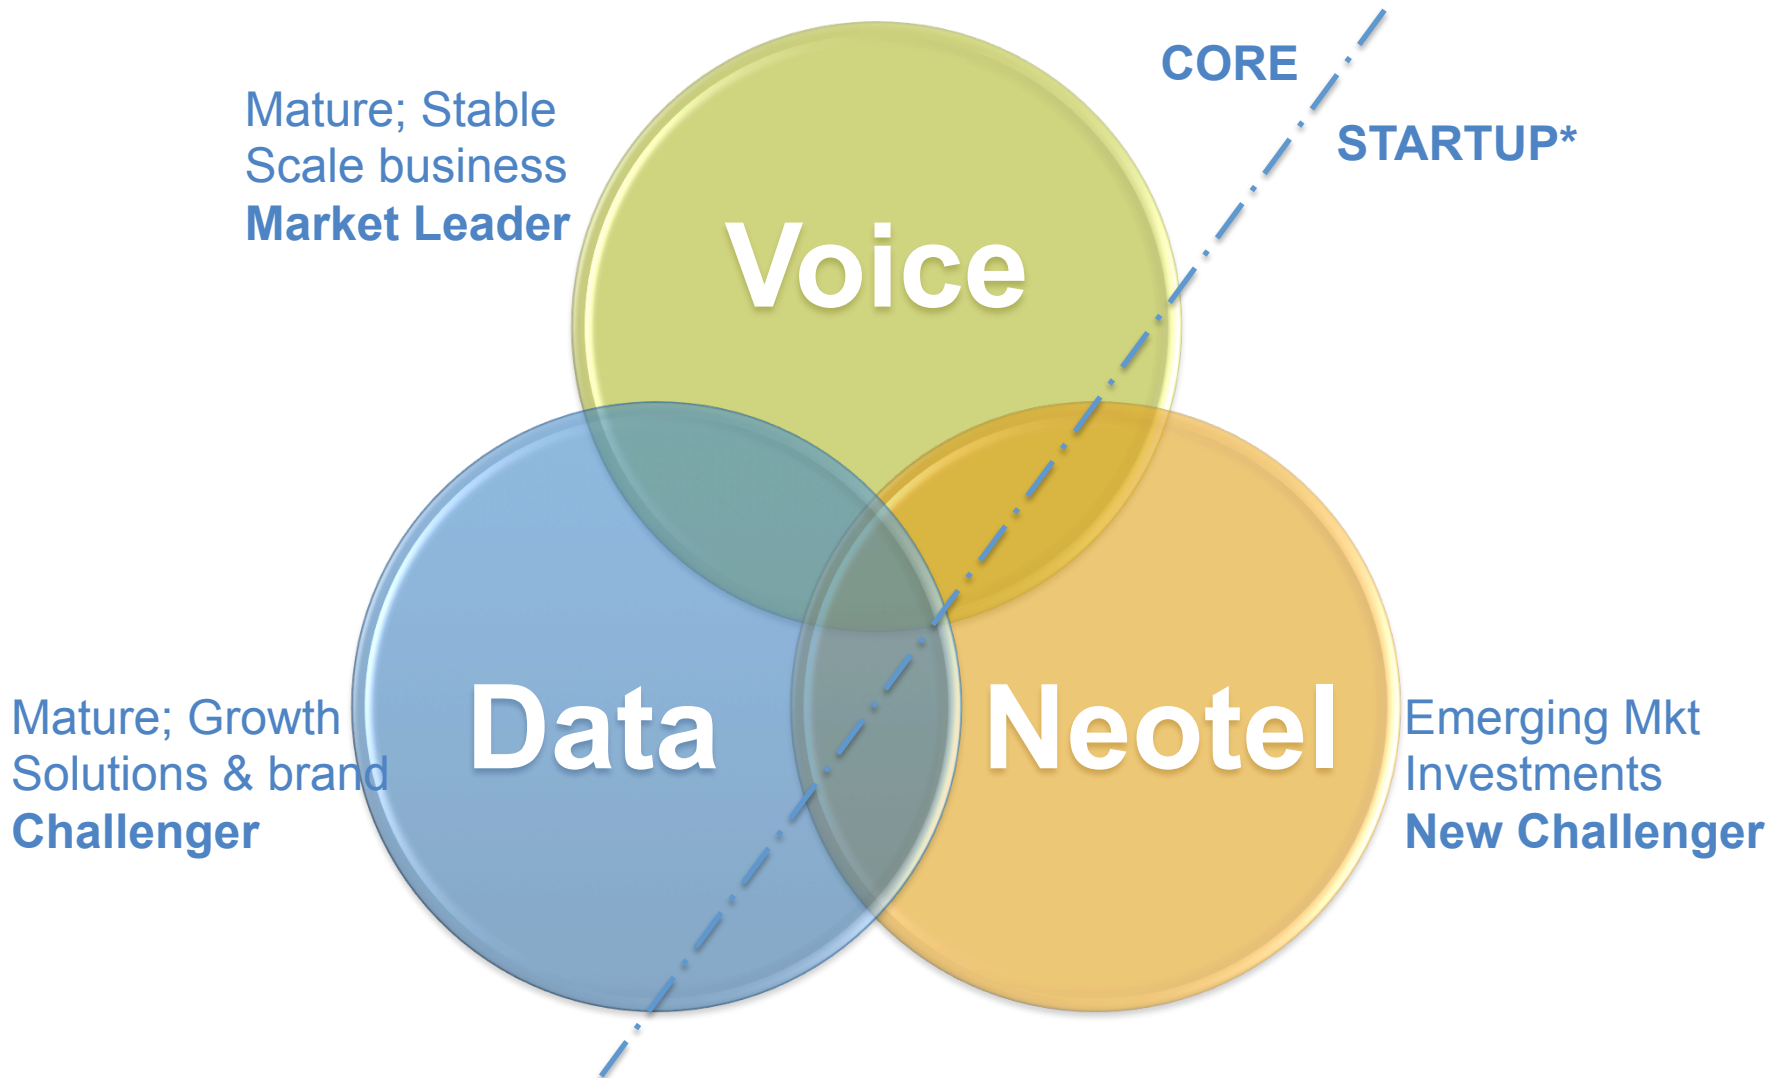 CORE
STARTUP*
Mature; Stable
Scale business
Market Leader
Voice
Mature; Growth
Solutions & brand
Challenger
Data
Neotel
Emerging Mkt
Investments
New Challenger